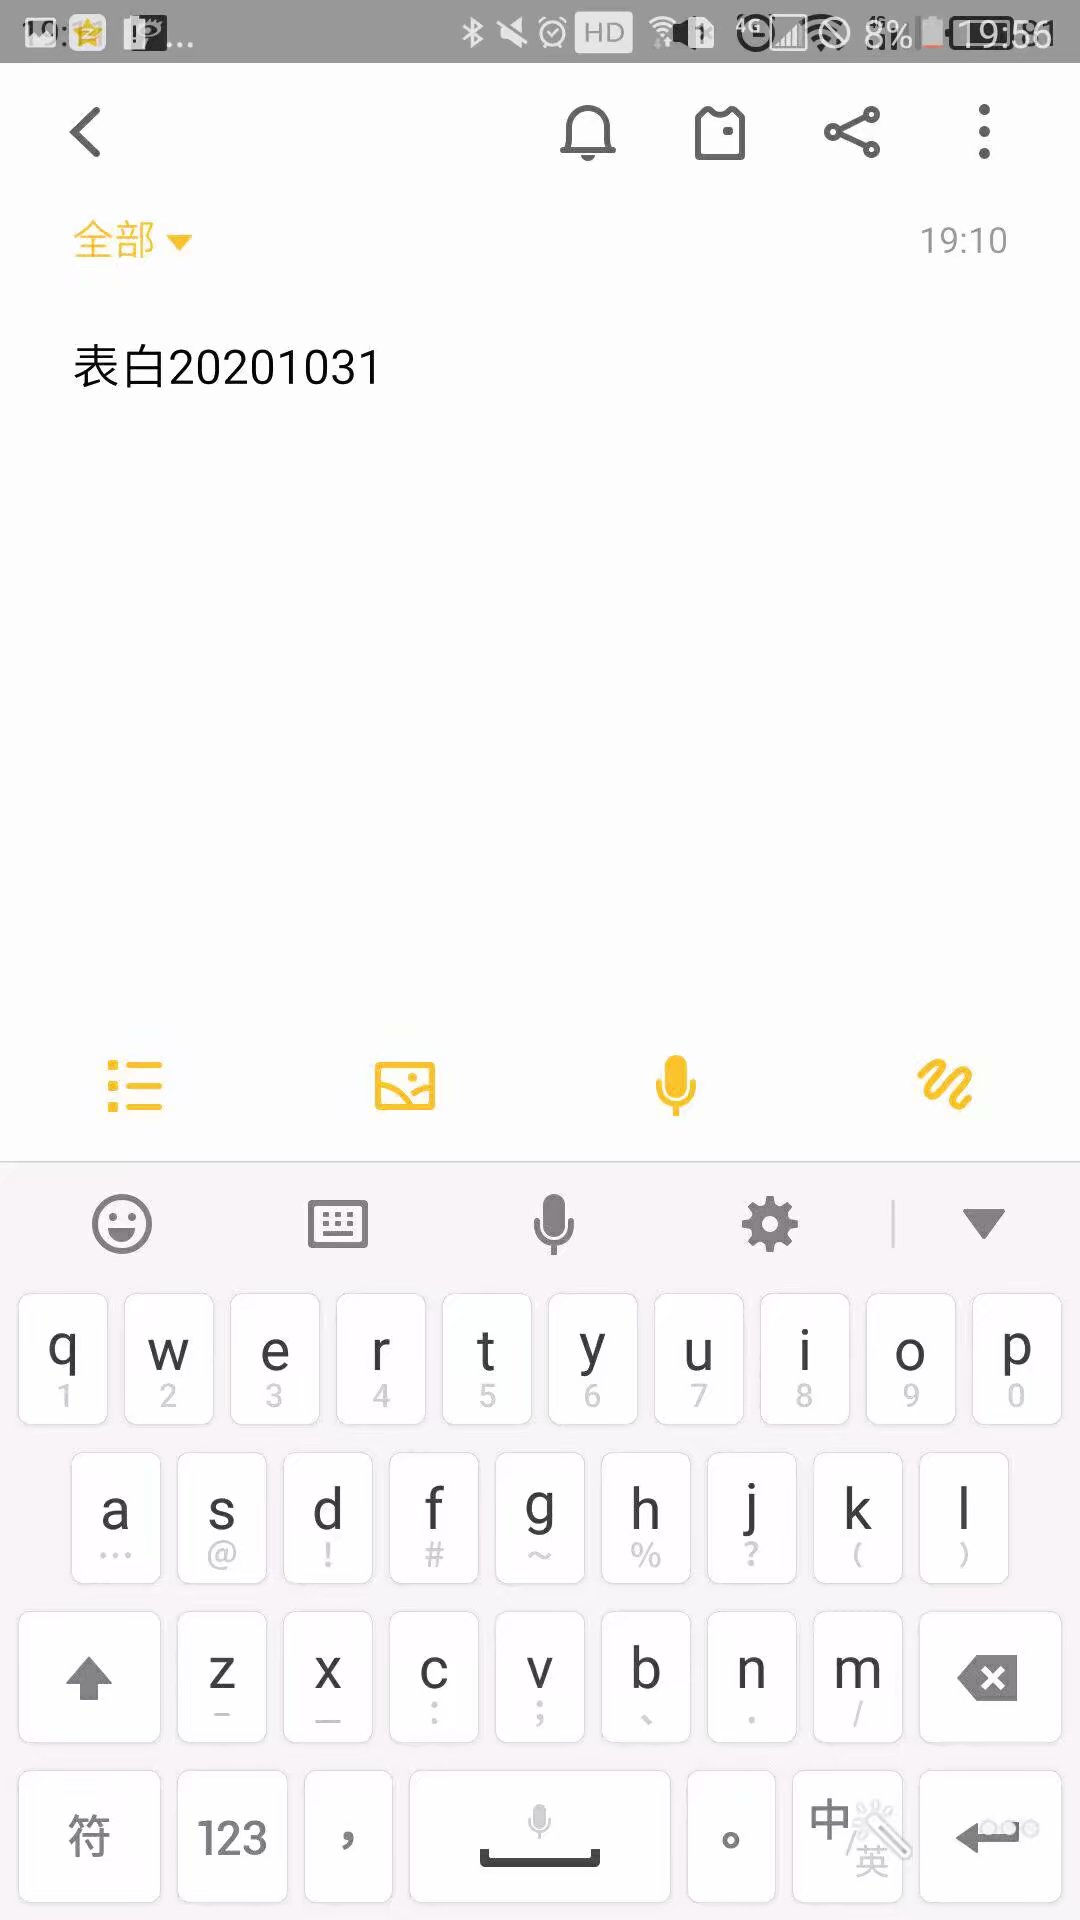 HD 4G 8% 19:56
全部 19:10
表白20201031
q w e r t y u i o p
1 2 3 4 5 6 7 8 9 0
a s d f g h j k l
… @ ! # ~ % ? ( )
z x c v b n m
– _ : ; 、 . /
符 123 , 。 中/英